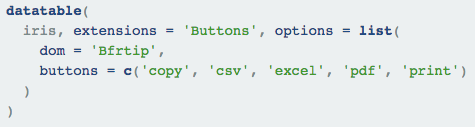 datatable(
  iris, extensions = 'Buttons', options = list(
    dom = 'Bfrtip',
    buttons = c('copy', 'csv', 'excel', 'pdf', 'print')
  )
)